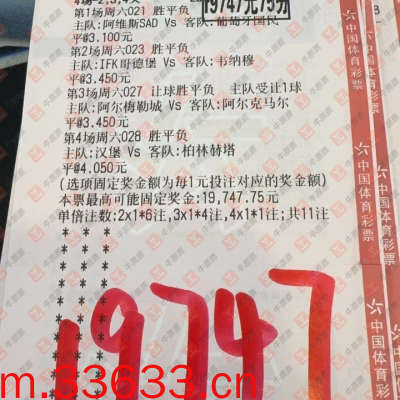 19747元75分
第1场周六021 胜平负
主队:阿维斯SAD Vs 客队:葡萄牙国民
平@3.100元
第2场周六023 胜平负
主队:IFK哥德堡 Vs 客队:韦纳穆
平@3.450元
第3场周六027 让球胜平负 主队受让1球
主队:阿尔梅勒城 Vs 客队:阿尔克马尔
平@3.450元
第4场周六028 胜平负
主队:汉堡 Vs 客队:柏林赫塔
平@4.050元
(选项固定奖金额为每1元投注对应的奖金额)
本票最高可能固定奖金:19,747.75元
单倍注数:2x1*6注,3x1*4注,4x1*1注;共11注
19747
m.63633.cn
中国体育彩票
中国体育彩票
中国体育彩票
中国体育彩票